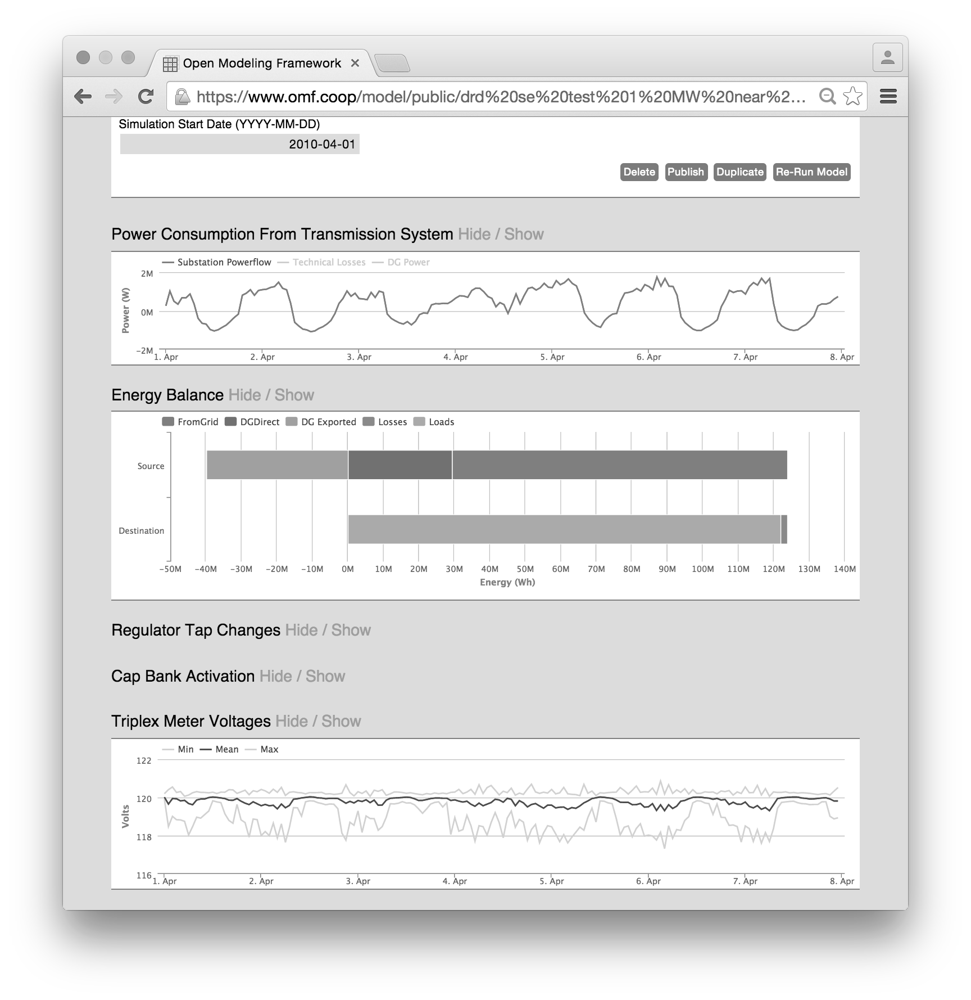 Open Modeling Framework
https://www.omf.coop/model/public/drd%20se%20test%201%20MW%20near%2...
Simulation Start Date (YYYY-MM-DD)
2010-04-01
Delete Publish Duplicate Re-Run Model
Power Consumption From Transmission System Hide / Show
Substation Powerflow Technical Losses DG Power
2M
0M
-2M
Power (W)
1. Apr 2. Apr 3. Apr 4. Apr 5. Apr 6. Apr 7. Apr 8. Apr
Energy Balance Hide / Show
FromGrid DGDirect DG Exported Losses Loads
Source
Destination
-50M -40M -30M -20M -10M 0M 10M 20M 30M 40M 50M 60M 70M 80M 90M 100M 110M 120M 130M 140M
Energy (Wh)
Regulator Tap Changes Hide / Show
Cap Bank Activation Hide / Show
Triplex Meter Voltages Hide / Show
Min Mean Max
122
120
118
116
Volts
1. Apr 2. Apr 3. Apr 4. Apr 5. Apr 6. Apr 7. Apr 8. Apr